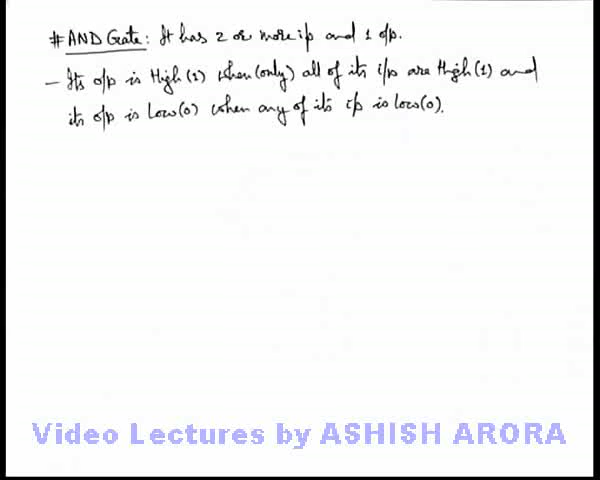 # AND Gate: It has 2 or more i/p and 1 o/p.
– Its o/p is High(1) when(only) all of its i/ps are High(1) and
its o/p is Low(0) when any of its i/p is low(0).
Video Lectures by ASHISH ARORA